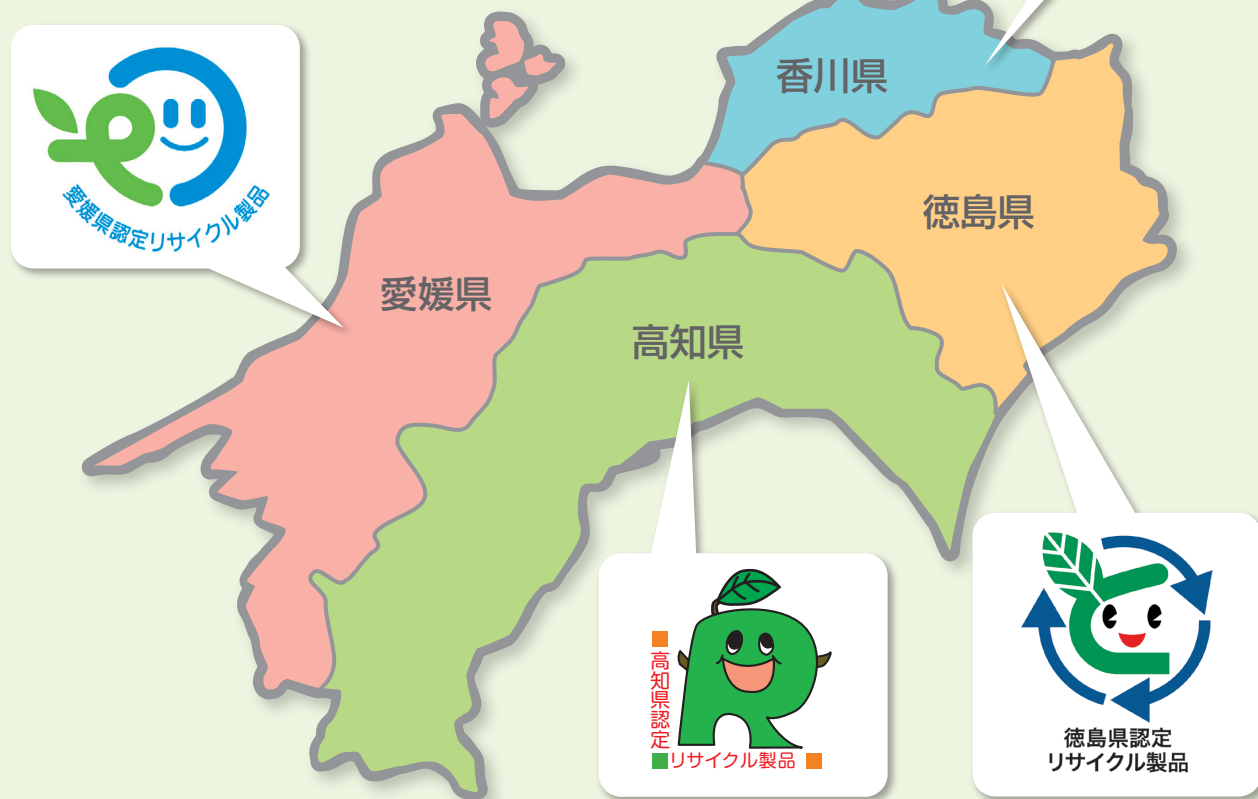 香川県
徳島県
愛媛県
高知県
愛媛県認定リサイクル製品
高知県認定
リサイクル製品
徳島県認定
リサイクル製品